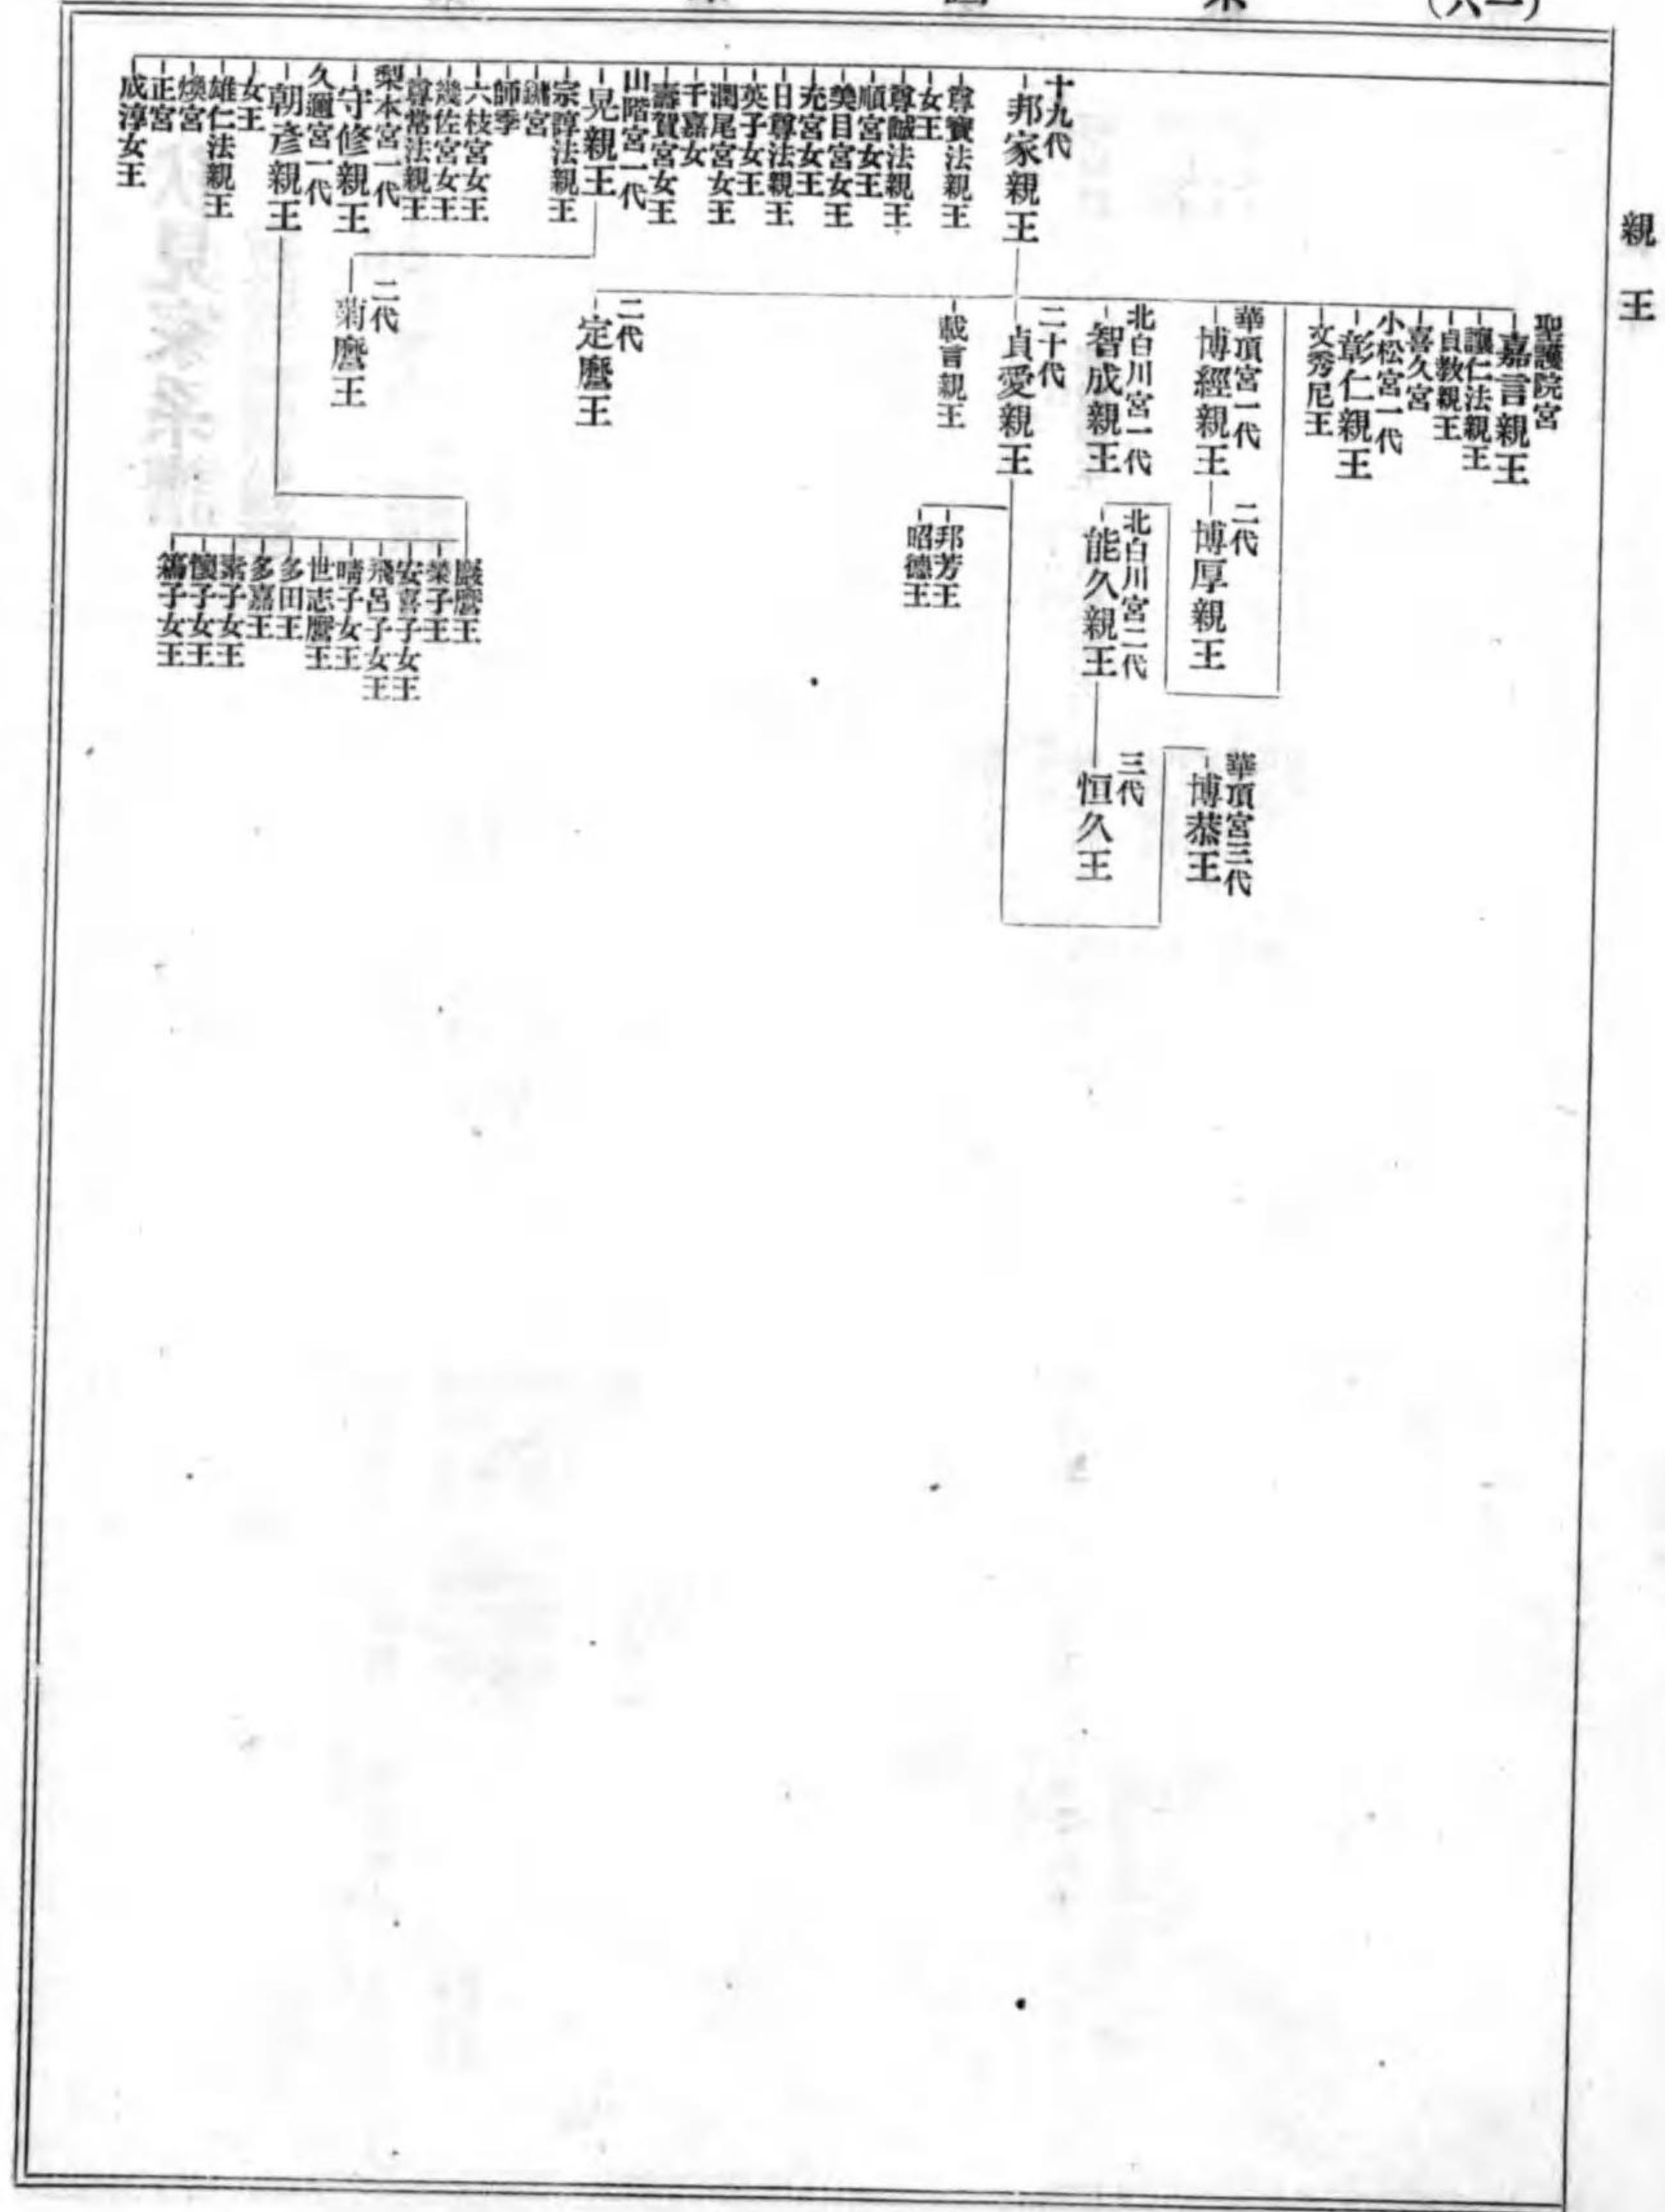 (六一)
親王
十九代
邦家親王
尊寶法親王
女王
尊誠法親王
順宮女王
美目宮女王
充宮女王
日尊法親王
英子女王
潤尾宮女王
千嘉女
壽賀宮女王
山階宮一代
晃親王
宗諄法親王
鏘宮
師季
六枝宮女王
幾佐宮女王
尊常法親王
梨本宮一代
守修親王
久邇宮一代
朝彥親王
女王
雄仁法親王
煥宮
正宮
成淳女王
聖護院宮
嘉言親王
讓仁法親王
貞教親王
喜久宮
小松宮一代
彰仁親王
文秀尼王
華頂宮一代
博經親王
北白川宮一代
智成親王
二十代
貞愛親王
載言親王
二代
定麿王
二代
菊麿王
二代
博厚親王
北白川宮二代
能久親王
邦芳王
昭德王
巖麿王
榮子王
安喜子女王
飛呂子女王
晴子女王
世志麿王
多田王
多嘉王
素子女王
懷子女王
篶子女王
華頂宮三代
博恭王
三代
恒久王